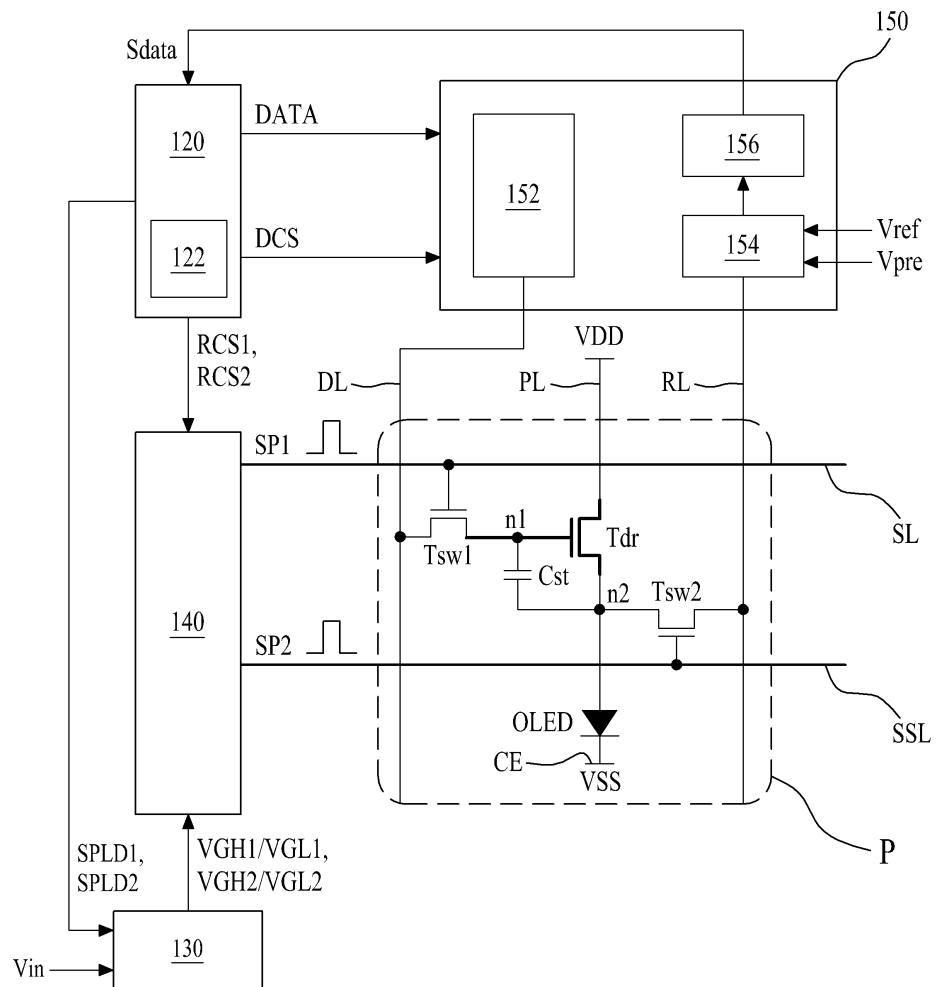 150
Sdata
DATA
120
156
152
122
DCS
154
Vref
Vpre
RCS1,
RCS2
VDD
DL
PL
RL
SP1
SL
n1
Tsw1
Tdr
Cst
n2
Tsw2
140
SP2
SSL
OLED
CE
VSS
P
SPLD1,
SPLD2
VGH1/VGL1,
VGH2/VGL2
130
Vin